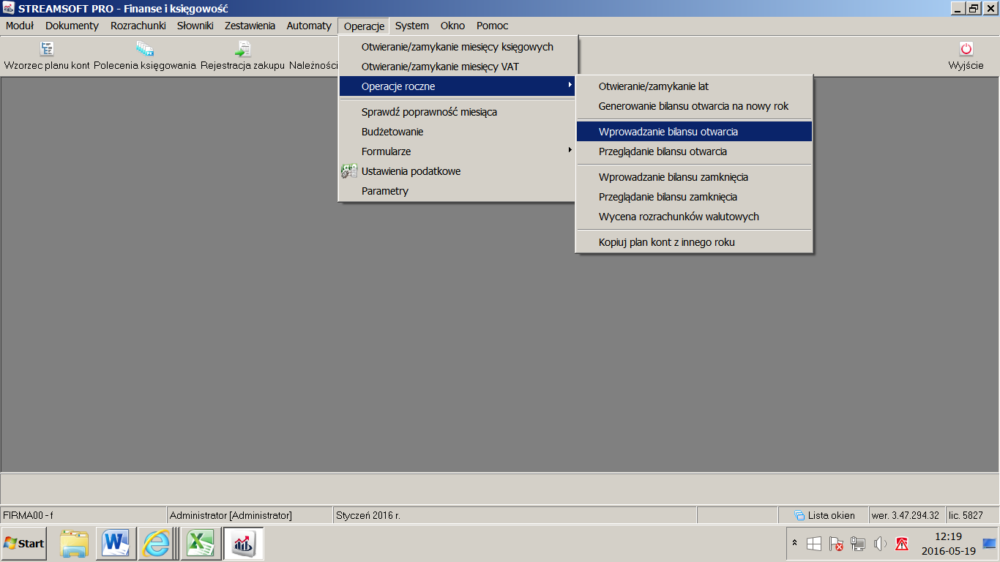 STREAMSOFT PRO - Finanse i księgowość
Moduł Dokumenty Rozrachunki Słowniki Zestawienia Automaty Operacje System Okno Pomoc
Wzorzec planu kont Polecenia księgowania Rejestracja zakupu Należności Wyjście
Otwieranie/zamykanie miesięcy księgowych
Otwieranie/zamykanie miesięcy VAT
Operacje roczne
Sprawdź poprawność miesiąca
Budżetowanie
Formularze
Ustawienia podatkowe
Parametry
Otwieranie/zamykanie lat
Generowanie bilansu otwarcia na nowy rok
Wprowadzanie bilansu otwarcia
Przeglądanie bilansu otwarcia
Wprowadzanie bilansu zamknięcia
Przeglądanie bilansu zamknięcia
Wycena rozrachunków walutowych
Kopiuj plan kont z innego roku
FIRMA00 - f Administrator [Administrator] Styczeń 2016 r. Lista okien wer. 3.47.294.32 lic. 5827
Start 12:19
2016-05-19